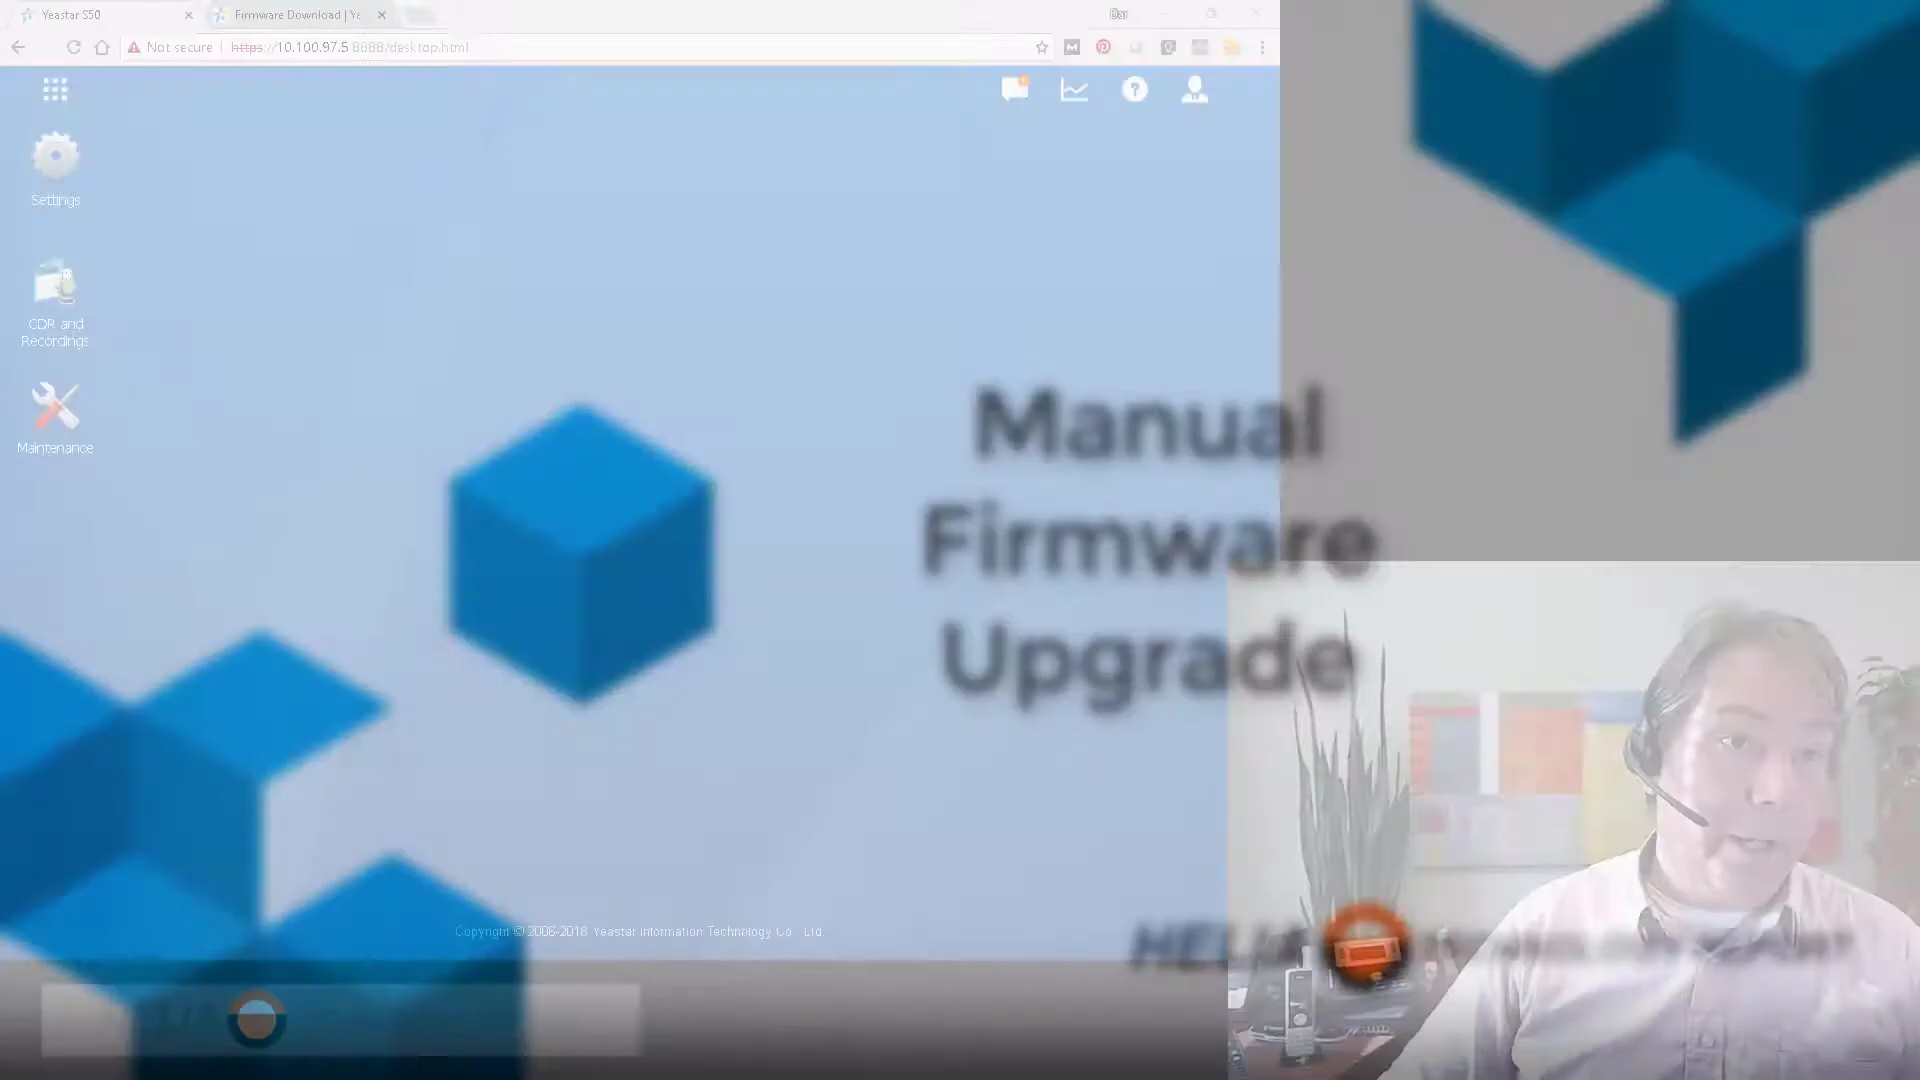 Yeastar S50
Firmware Download | Ye
Bar
Not secure
https://10.100.97.5:8888/desktop.html
Settings
CDR and
Recordings
Maintenance
Manual
Firmware
Upgrade
Copyright © 2006-2018 Yeastar Information Technology Co., Ltd.